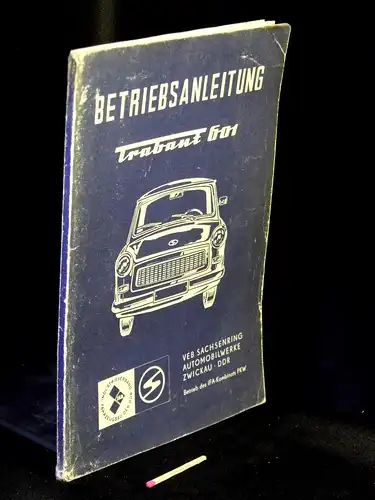 BETRIEBSANLEITUNG
Trabant 601
VEB SACHSENRING
AUTOMOBILWERKE
ZWICKAU · DDR
Betrieb des IFA-Kombinats PKW